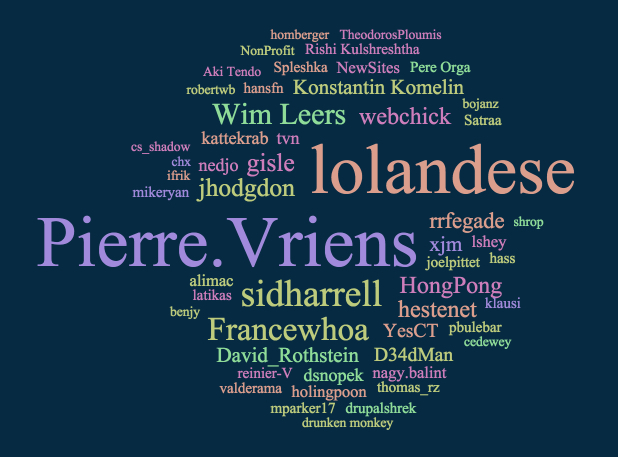 homberger TheodorosPloumis
NonProfit Rishi Kulshreshtha
Aki Tendo Spleshka NewSites Pere Orga
robertwb hansfn Konstantin Komelin
Wim Leers webchick bojanz
Satraa
kattekrab tvn
cs_shadow
chx nedjo gisle lolandese
ifrik
mikeryan jhodgdon
Pierre.Vriens rrfegade shrop
xjm lshey
joelpittet hass
alimac sidharrell HongPong
latikas
benjy hestenet klausi
Francewhoa YesCT pbulebar
cedewey
David_Rothstein D34dMan
reinier-V dsnopek nagy.balint
valderama holingpoon thomas_rz
mparker17 drupalshrek
drunken monkey